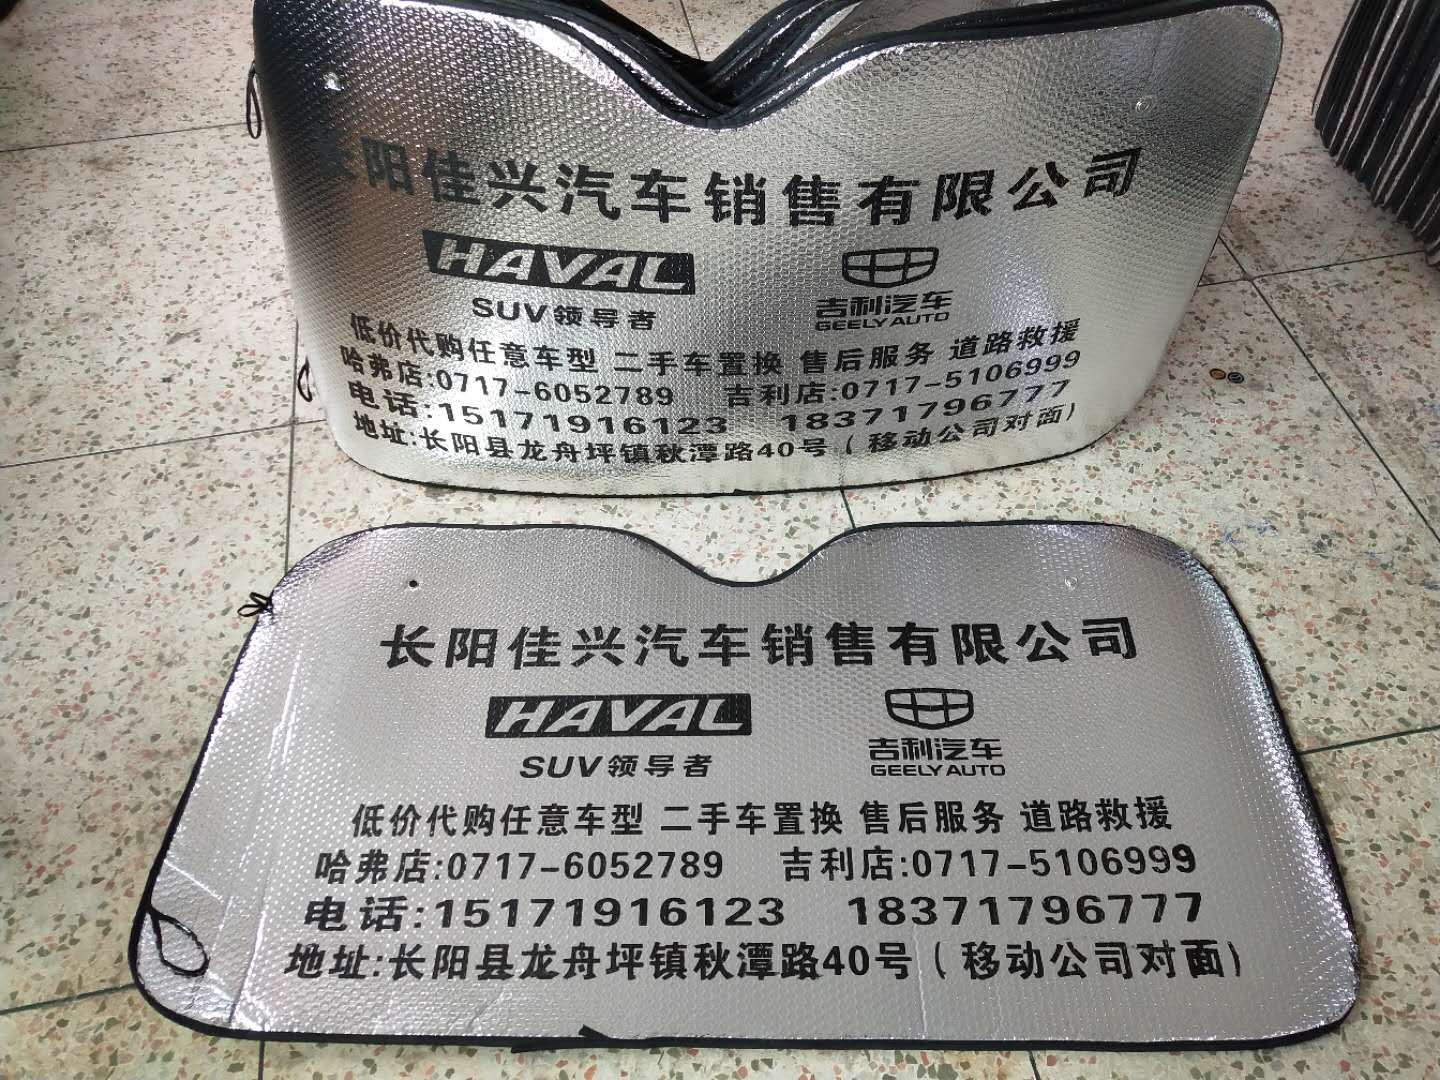 长阳佳兴汽车销售有限公司
HAVAL
吉利汽车
SUV领导者
GEELY AUTO
低价代购任意车型 二手车置换 售后服务 道路救援
哈弗店:0717-6052789 吉利店:0717-5106999
电话:15171916123 18371796777
地址:长阳县龙舟坪镇秋潭路40号(移动公司对面)
长阳佳兴汽车销售有限公司
HAVAL
吉利汽车
SUV领导者
GEELY AUTO
低价代购任意车型 二手车置换 售后服务 道路救援
哈弗店:0717-6052789 吉利店:0717-5106999
电话:15171916123 18371796777
地址:长阳县龙舟坪镇秋潭路40号(移动公司对面)